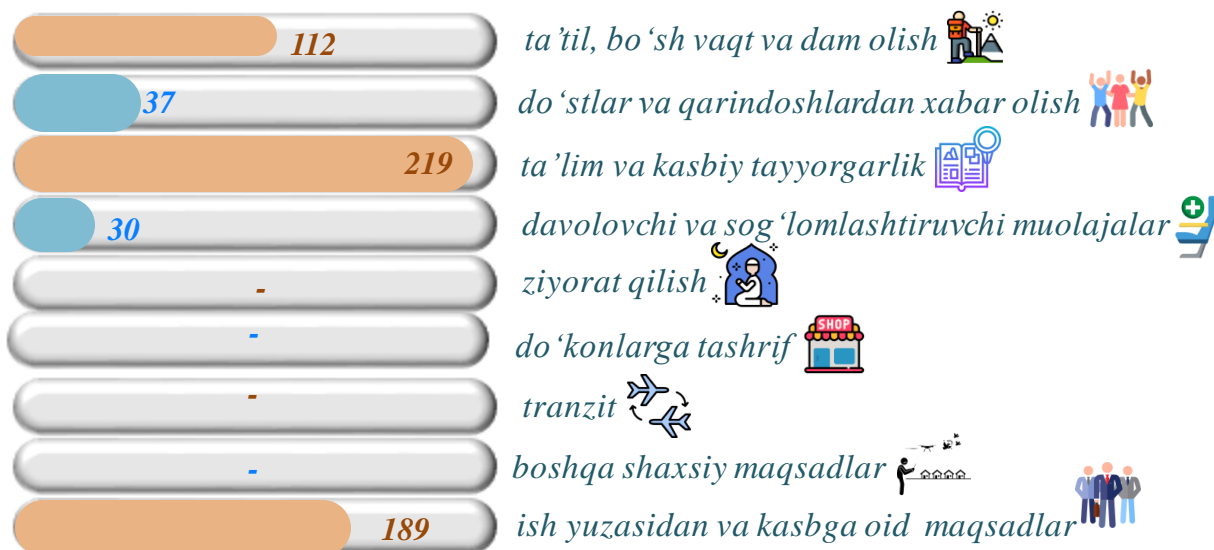 112 ta’til, bo‘sh vaqt va dam olish
37 do‘stlar va qarindoshlardan xabar olish
219 ta’lim va kasbiy tayyorgarlik
30 davolovchi va sog‘lomlashtiruvchi muolajalar
- ziyorat qilish
- do‘konlarga tashrif
SHOP
- tranzit
- boshqa shaxsiy maqsadlar
189 ish yuzasidan va kasbga oid maqsadlar